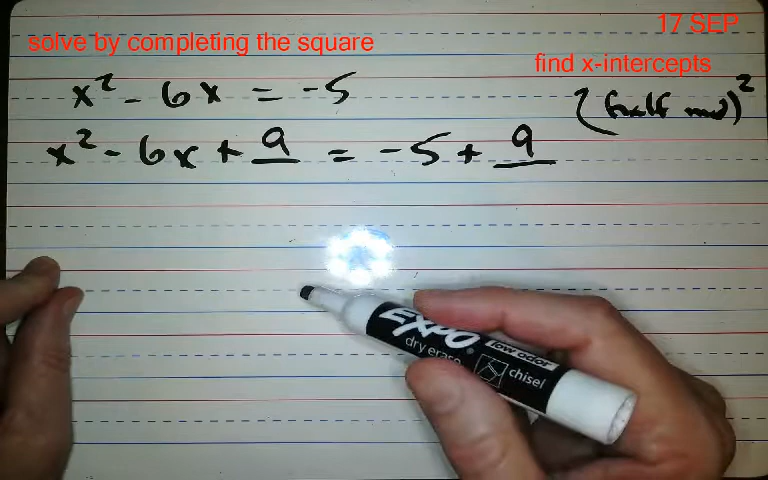 17 SEP
solve by completing the square
find x-intercepts
x² - 6x = -5
(half mid)²
x² - 6x + 9 = -5 + 9
EXPO
low odor
dry erase
chisel